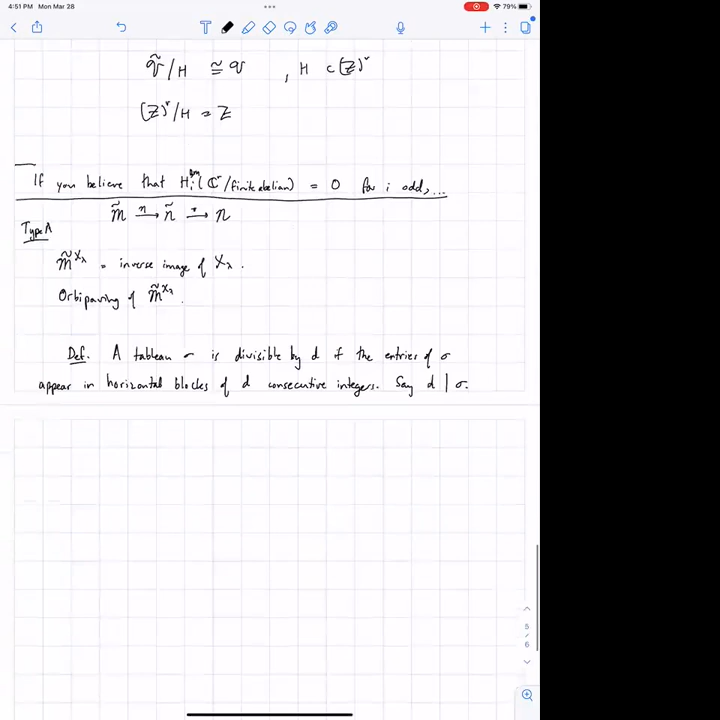 4:51 PM Mon Mar 28
79%
Ṽ/H ≅ V , H ⊂ (Z)^r
(Z)^r/H = Z
If you believe that H_i^BM(ℂ^r/finite abelian) = 0 for i odd,...
M̃ →^η Ñ → N
Type A
M̃^{X_λ} = inverse image of X_λ.
Orbipaving of M̃^{X_λ}.
Def. A tableau σ is divisible by d if the entries of σ
appear in horizontal blocks of d consecutive integers. Say d | σ.
5
/
6